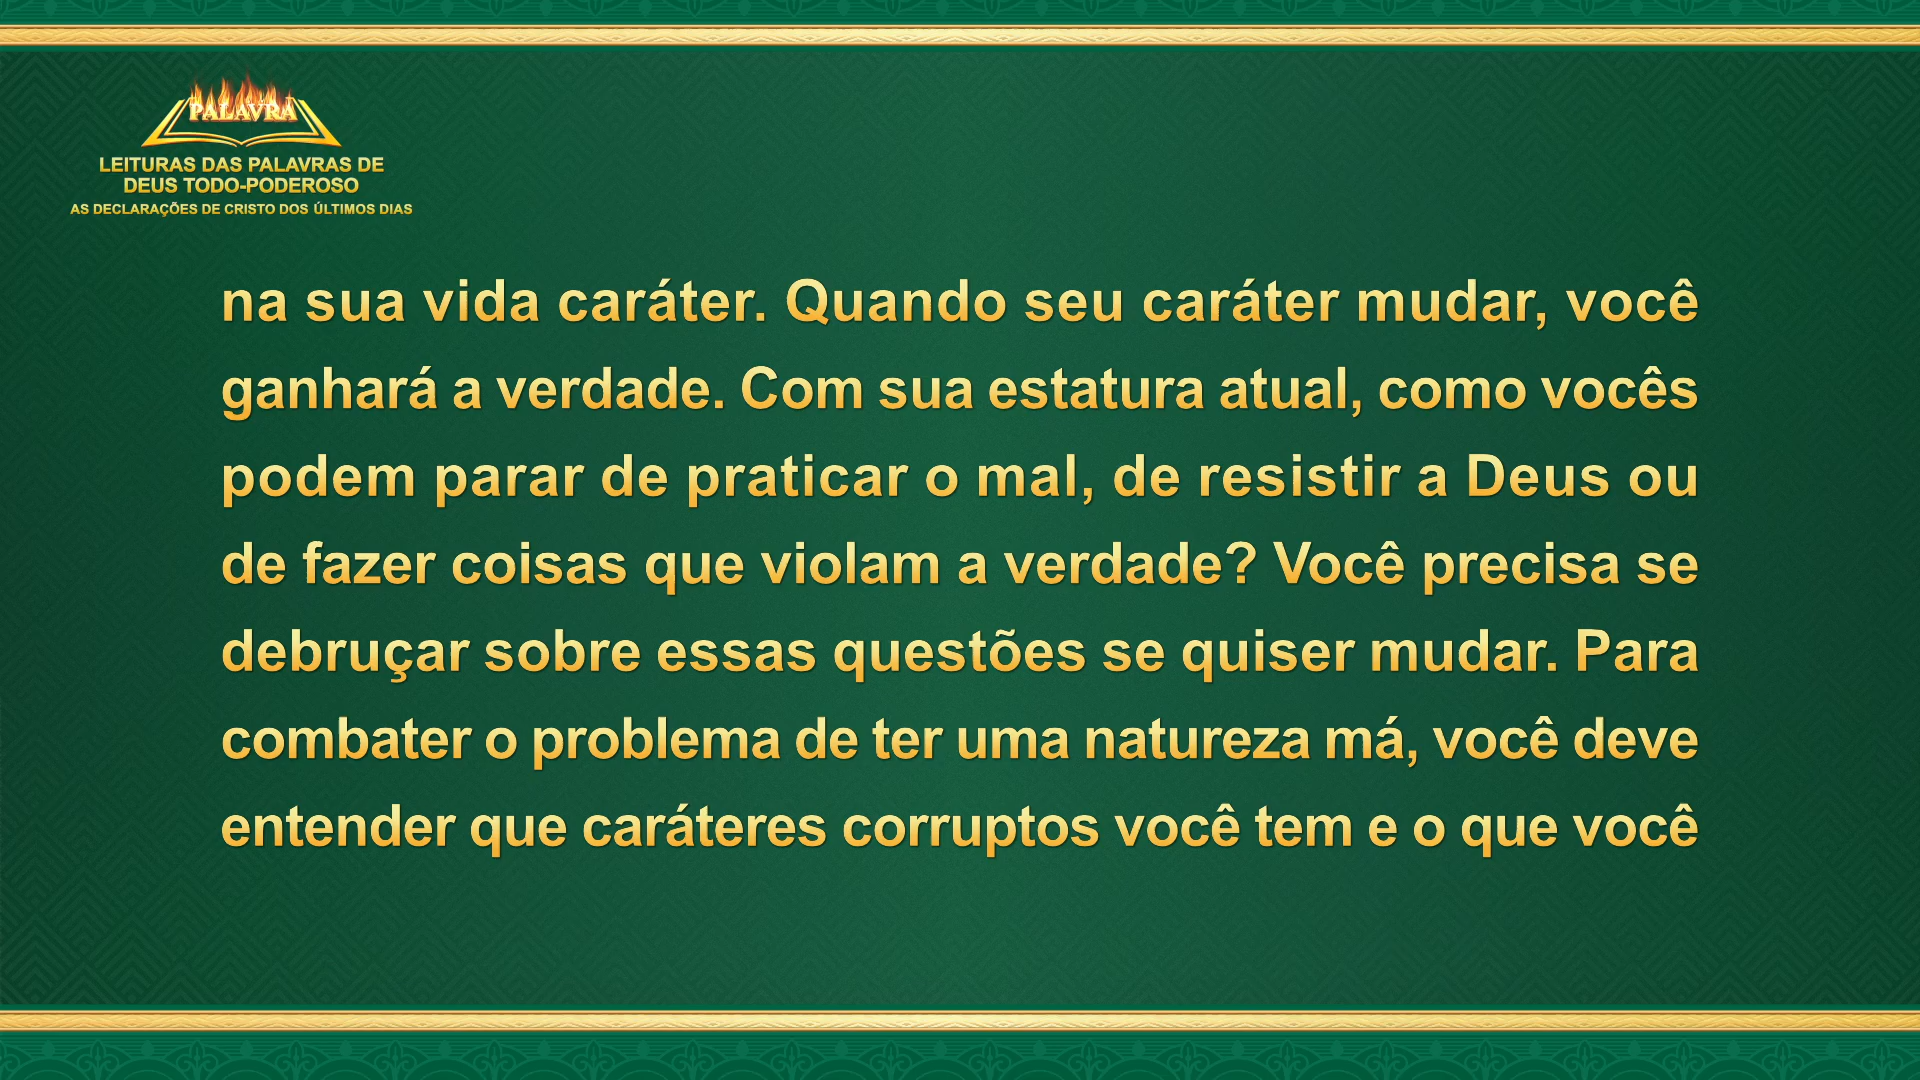 PALAVRA
LEITURAS DAS PALAVRAS DE
DEUS TODO-PODEROSO
AS DECLARAÇÕES DE CRISTO DOS ÚLTIMOS DIAS
na sua vida caráter. Quando seu caráter mudar, você
ganhará a verdade. Com sua estatura atual, como vocês
podem parar de praticar o mal, de resistir a Deus ou
de fazer coisas que violam a verdade? Você precisa se
debruçar sobre essas questões se quiser mudar. Para
combater o problema de ter uma natureza má, você deve
entender que caráteres corruptos você tem e o que você